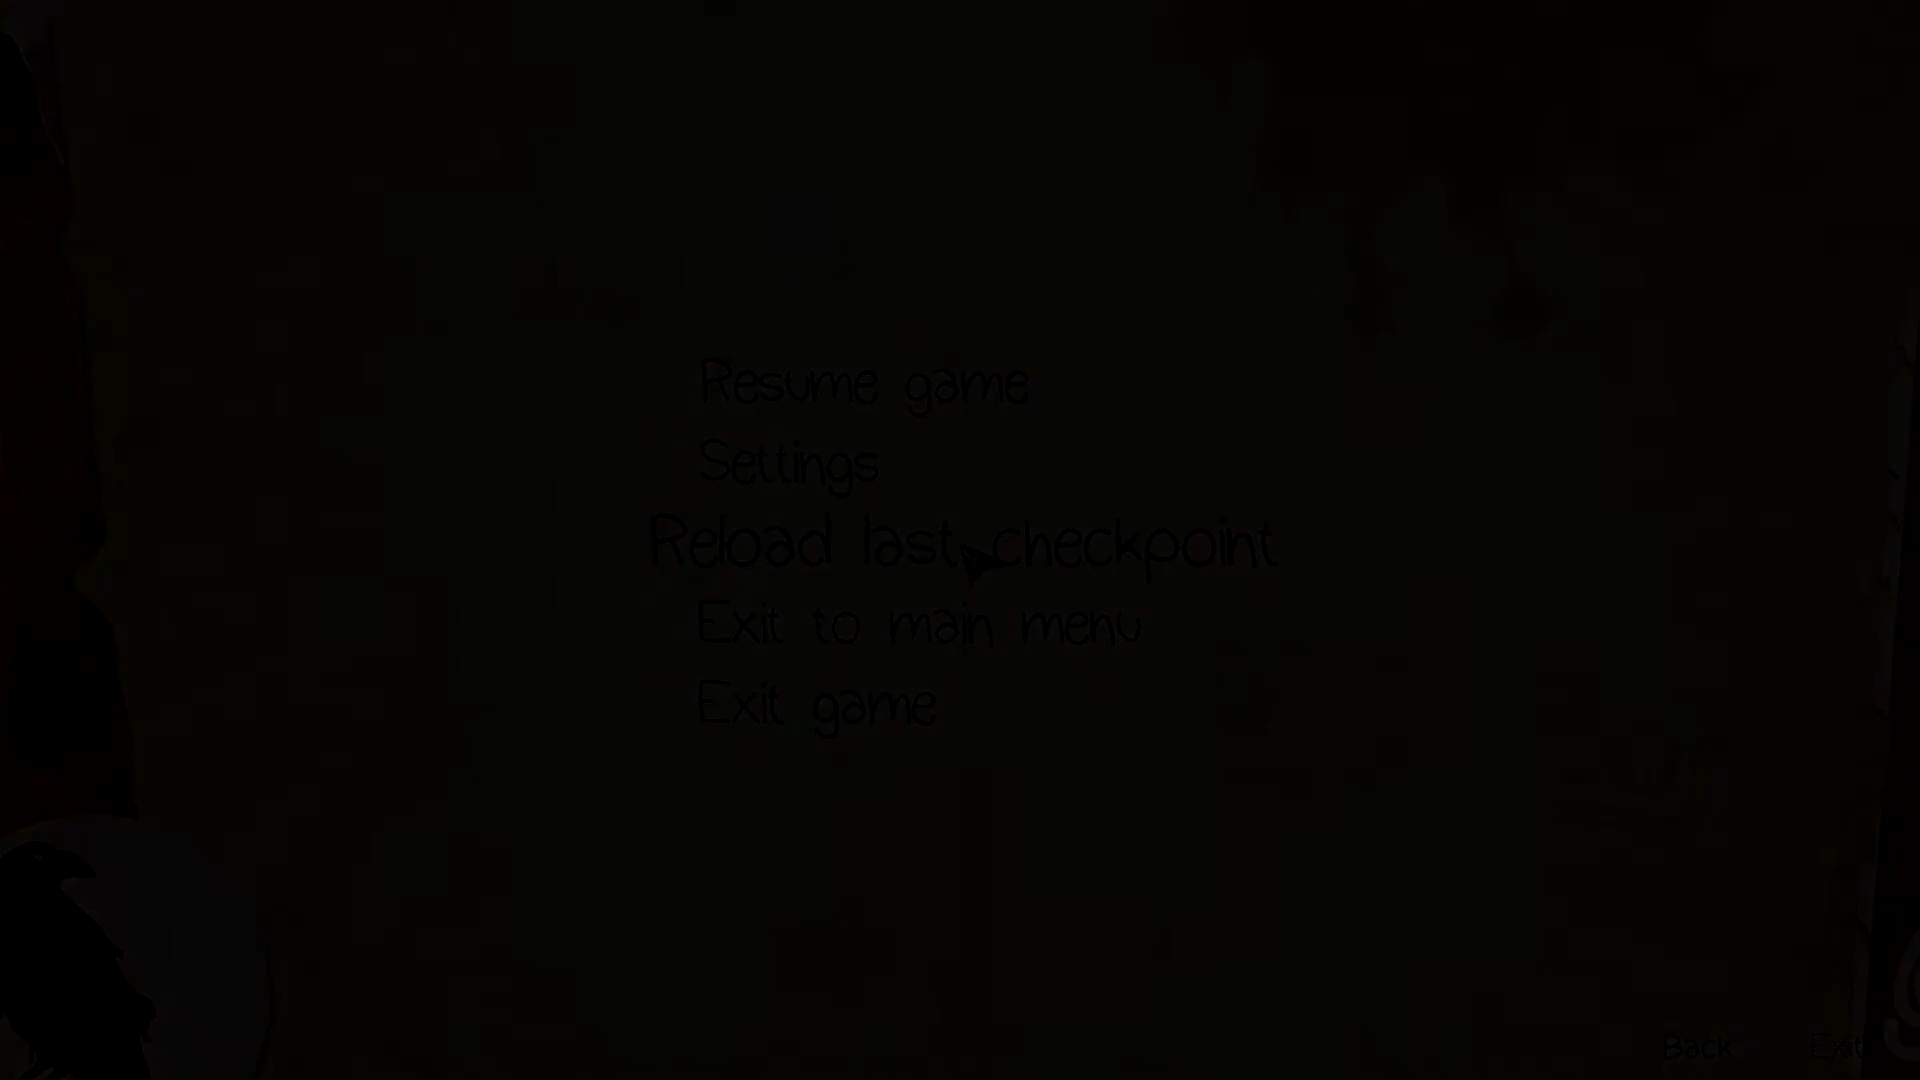 Resume game
Settings
Reload last checkpoint
Exit to main menu
Exit game
Back Exit